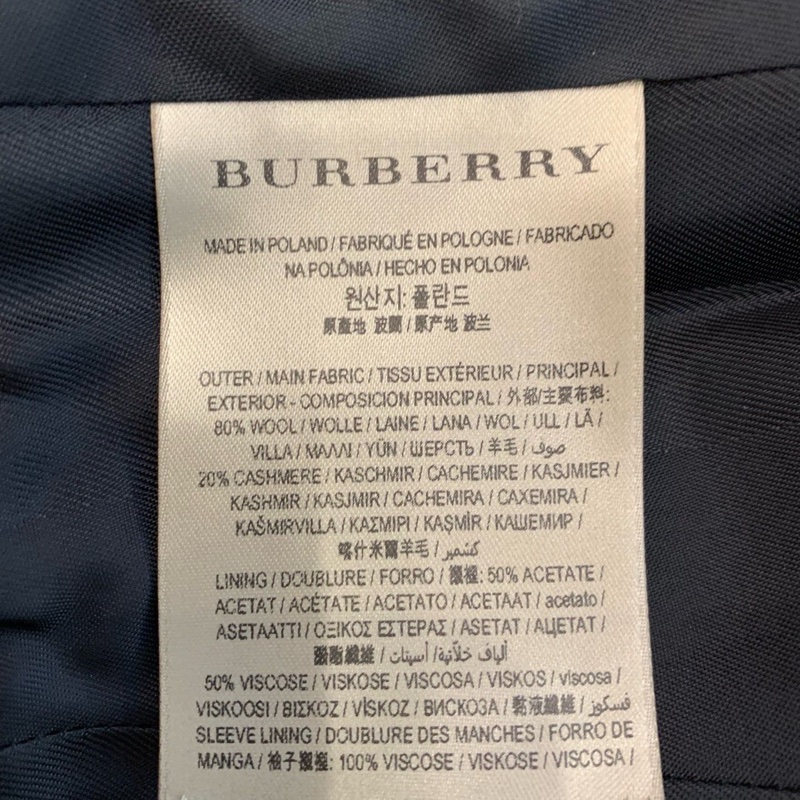 BURBERRY
MADE IN POLAND / FABRIQUÉ EN POLOGNE / FABRICADO
NA POLÔNIA / HECHO EN POLONIA
원산지: 폴란드
原產地 波蘭 / 原产地 波兰
OUTER / MAIN FABRIC / TISSU EXTÉRIEUR / PRINCIPAL /
EXTERIOR - COMPOSICION PRINCIPAL / 外部/主要布料:
80% WOOL / WOLLE / LAINE / LANA / WOL / ULL / LÃ /
VILLA / ΜΑΛΛΙ / YÜN / ШЕРСТЬ / 羊毛 / صوف /
20% CASHMERE / KASCHMIR / CACHEMIRE / KASJMIER /
KASHMIR / KASJMIR / CACHEMIRA / CAXEMIRA /
KAŠMIRVILLA / ΚΑΣΜΙΡΙ / KAŞMİR / КАШЕМИР /
喀什米爾羊毛 / كشمير /
LINING / DOUBLURE / FORRO / 襯裡: 50% ACETATE /
ACETAT / ACÉTATE / ACETATO / ACETAAT / acetato /
ASETAATTI / ΟΞΙΚΟΣ ΕΣΤΕΡΑΣ / ASETAT / АЦЕТАТ /
醋酯纖維 / ألياف خلّانية/ أسيتات /
50% VISCOSE / VISKOSE / VISCOSA / VISKOS / viscosa /
VISKOOSI / ΒΙΣΚΟΖ / VİSKOZ / ВИСКОЗА / 黏液纖維 / فسكوز /
SLEEVE LINING / DOUBLURE DES MANCHES / FORRO DE
MANGA / 袖子襯裡: 100% VISCOSE / VISKOSE / VISCOSA /